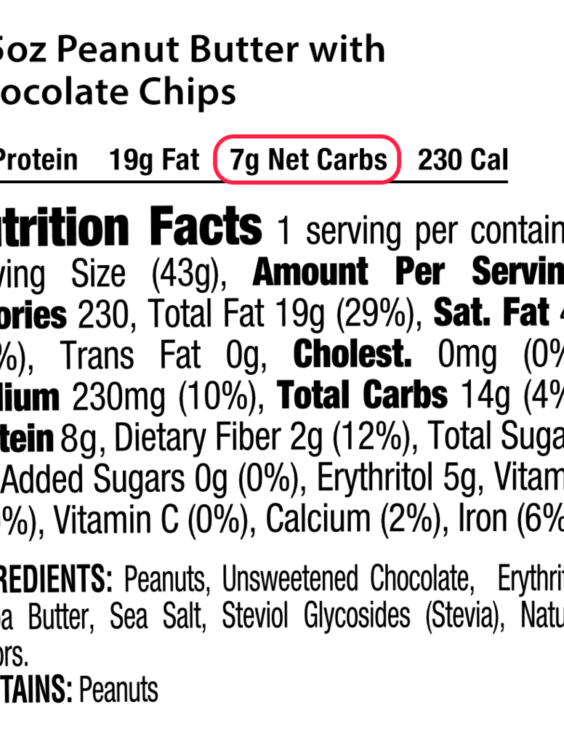 5oz Peanut Butter with
ocolate Chips
Protein 19g Fat 7g Net Carbs 230 Cal
trition Facts 1 serving per contain
ving Size (43g), Amount Per Servin
ories 230, Total Fat 19g (29%), Sat. Fat 4
%), Trans Fat 0g, Cholest. 0mg (0%
dium 230mg (10%), Total Carbs 14g (4%
tein 8g, Dietary Fiber 2g (12%), Total Suga
Added Sugars 0g (0%), Erythritol 5g, Vitam
%), Vitamin C (0%), Calcium (2%), Iron (6%
REDIENTS: Peanuts, Unsweetened Chocolate, Erythrit
a Butter, Sea Salt, Steviol Glycosides (Stevia), Natu
ors.
TAINS: Peanuts